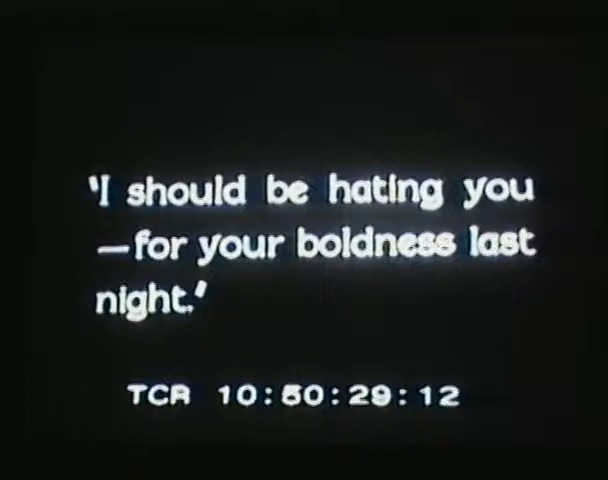 "I should be hating you
—for your boldness last
night."
TCR 10:50:29:12